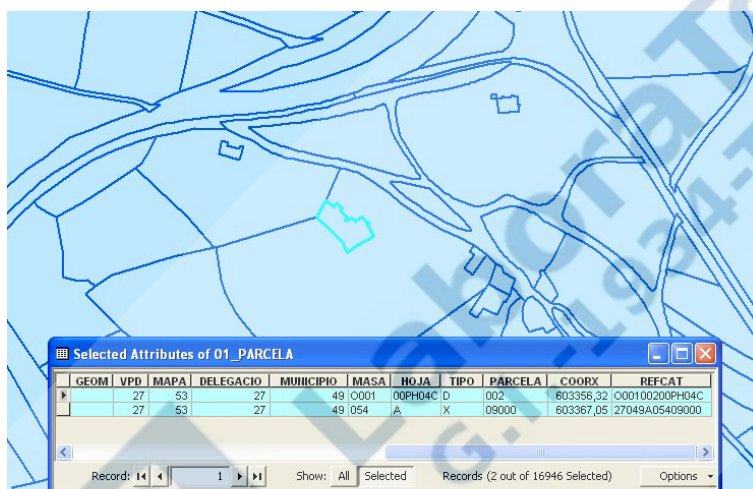 LaboraTe
G.I.-1934-T
Selected Attributes of 01_PARCELA
GEOM VPD MAPA DELEGACIO MUNICIPIO MASA HOJA TIPO PARCELA COORX REFCAT
27 53 27 49 O001 00PH04C D 002 603356,32 O00100200PH04C
27 53 27 49 054 A X 09000 603367,05 27049A05409000
Record: 1 Show: All Selected Records (2 out of 16946 Selected) Options